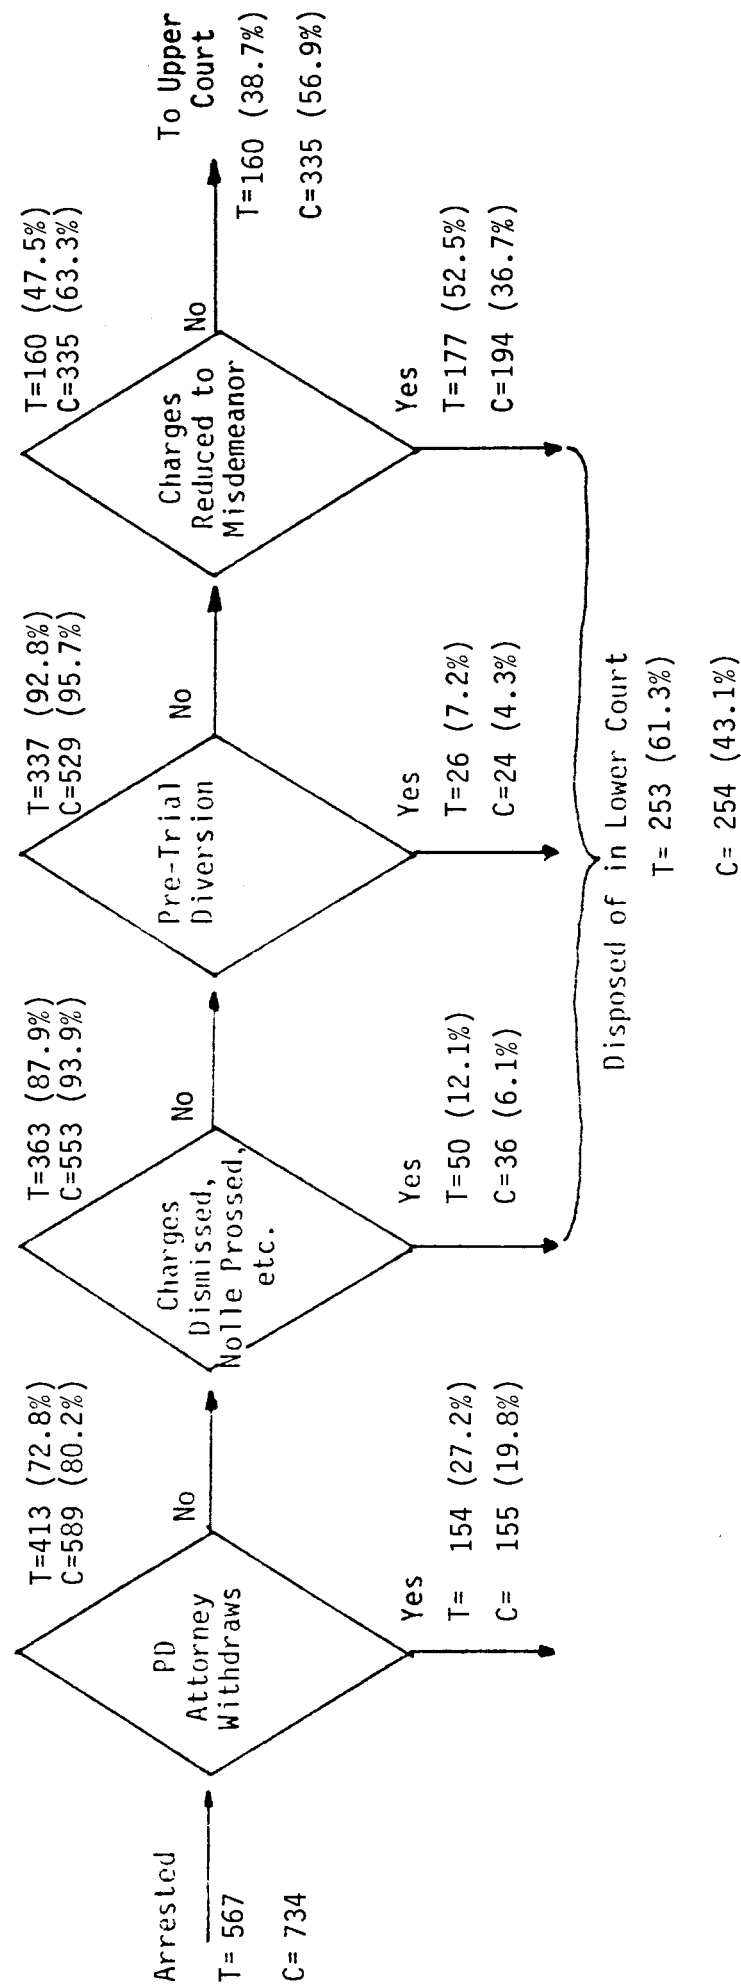 Arrested
T= 567
C= 734
PD
Attorney
Withdraws
No
T=413 (72.8%)
C=589 (80.2%)
Yes
T= 154 (27.2%)
C= 155 (19.8%)
Charges
Dismissed,
Nolle Prossed,
etc.
No
T=363 (87.9%)
C=553 (93.9%)
Yes
T=50 (12.1%)
C=36 (6.1%)
Pre-Trial
Diversion
No
T=337 (92.8%)
C=529 (95.7%)
Yes
T=26 (7.2%)
C=24 (4.3%)
Charges
Reduced to
Misdemeanor
No
T=160 (47.5%)
C=335 (63.3%)
Yes
T=177 (52.5%)
C=194 (36.7%)
To Upper
Court
T=160 (38.7%)
C=335 (56.9%)
Disposed of in Lower Court
T= 253 (61.3%)
C= 254 (43.1%)